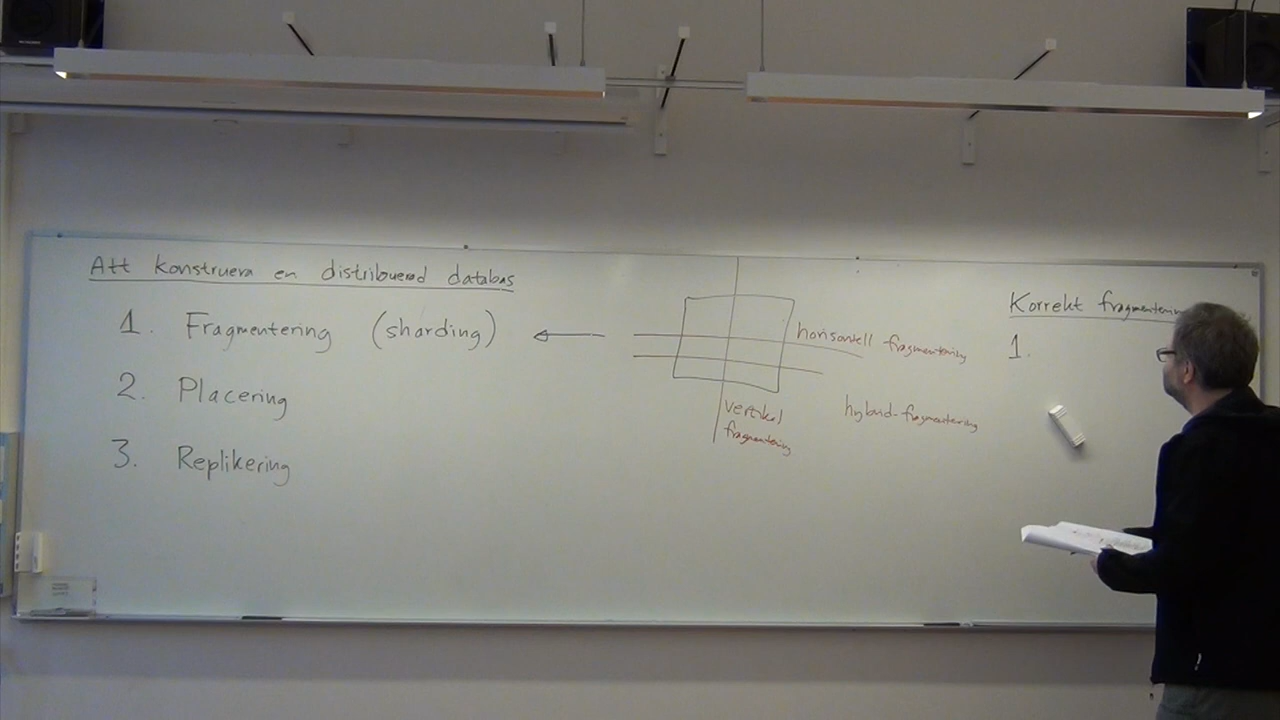 Att konstruera en distribuerad databas
1. Fragmentering (sharding)
2. Placering
3. Replikering
horisontell fragmentering
vertikal
fragmentering
hybrid-fragmentering
Korrekt fragmentering
1.